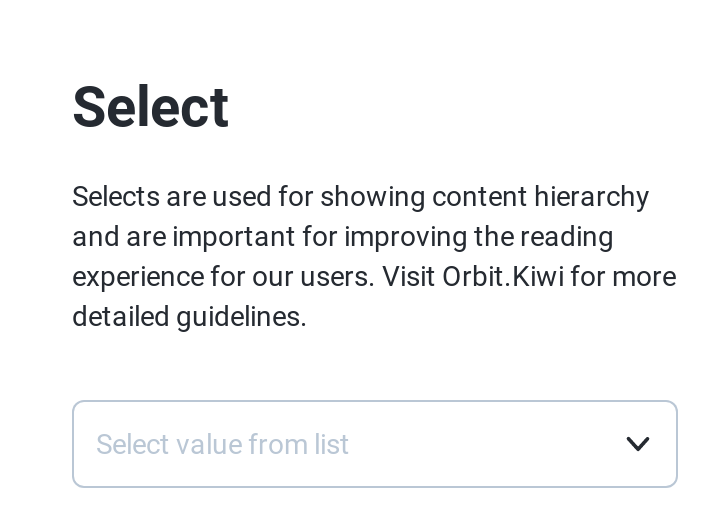 Select
Selects are used for showing content hierarchy
and are important for improving the reading
experience for our users. Visit Orbit.Kiwi for more
detailed guidelines.
Select value from list